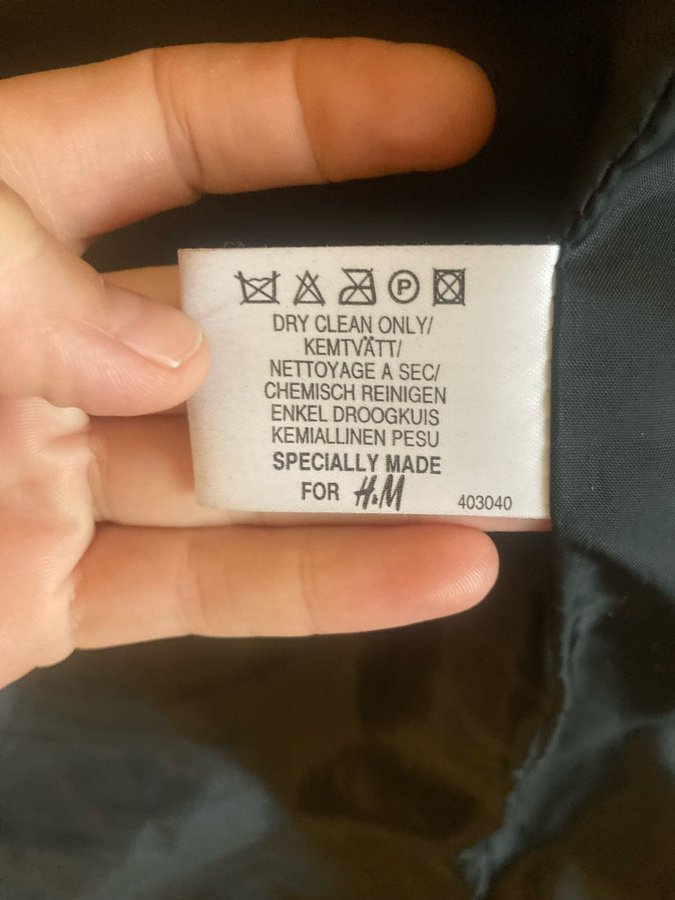 P
DRY CLEAN ONLY/
KEMTVÄTT/
NETTOYAGE A SEC/
CHEMISCH REINIGEN
ENKEL DROOGKUIS
KEMIALLINEN PESU
SPECIALLY MADE
FOR H&M 403040